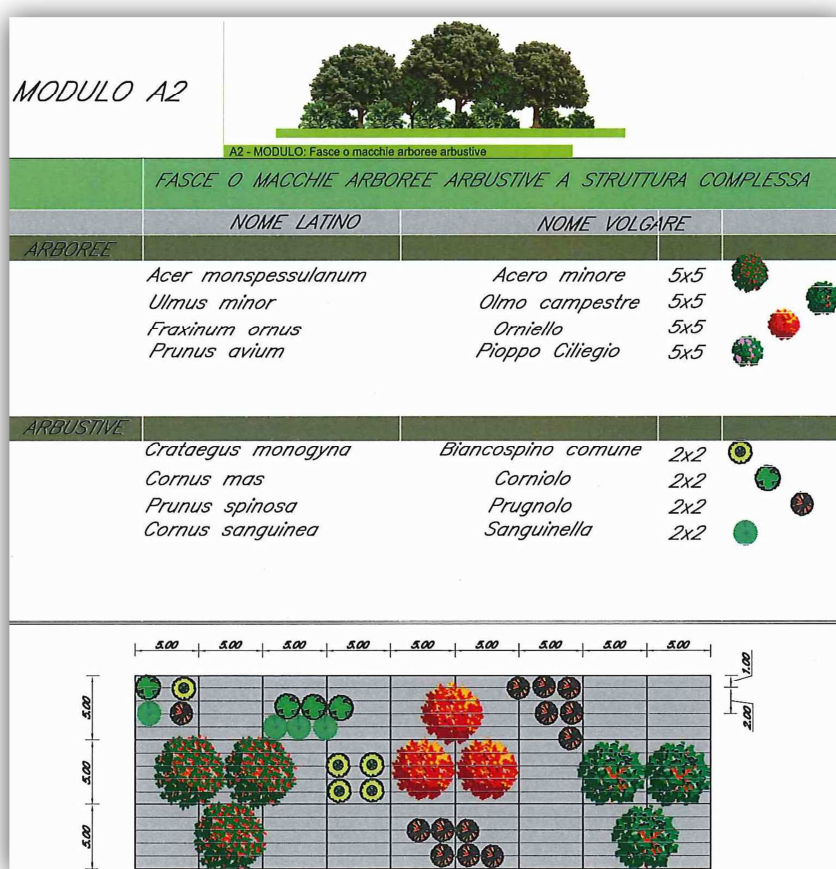 MODULO A2
A2 - MODULO: Fasce o macchie arboree arbustive
FASCE O MACCHIE ARBOREE ARBUSTIVE A STRUTTURA COMPLESSA
NOME LATINO NOME VOLGARE
ARBOREE
Acer monspessulanum Acero minore 5x5
Ulmus minor Olmo campestre 5x5
Fraxinum ornus Orniello 5x5
Prunus avium Pioppo Ciliegio 5x5
ARBUSTIVE
Crataegus monogyna Biancospino comune 2x2
Cornus mas Corniolo 2x2
Prunus spinosa Prugnolo 2x2
Cornus sanguinea Sanguinella 2x2
5.00 5.00 5.00 5.00 5.00 5.00 5.00 5.00 5.00
1.00
2.00
5.00
5.00
5.00